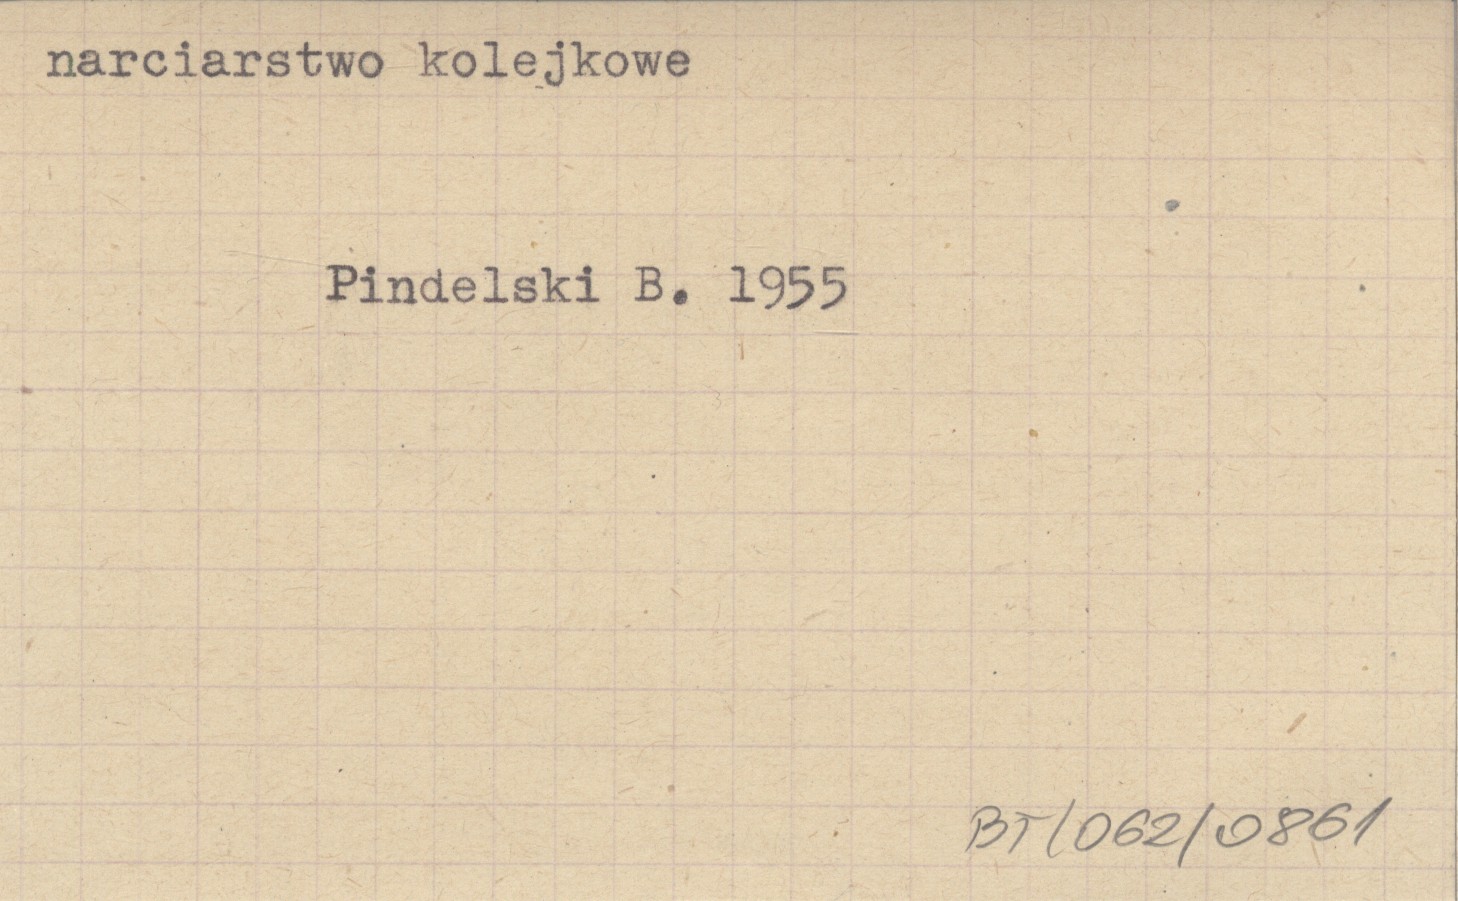 narciarstwo kolejkowe
Pindelski B. 1955
BT/062/0861